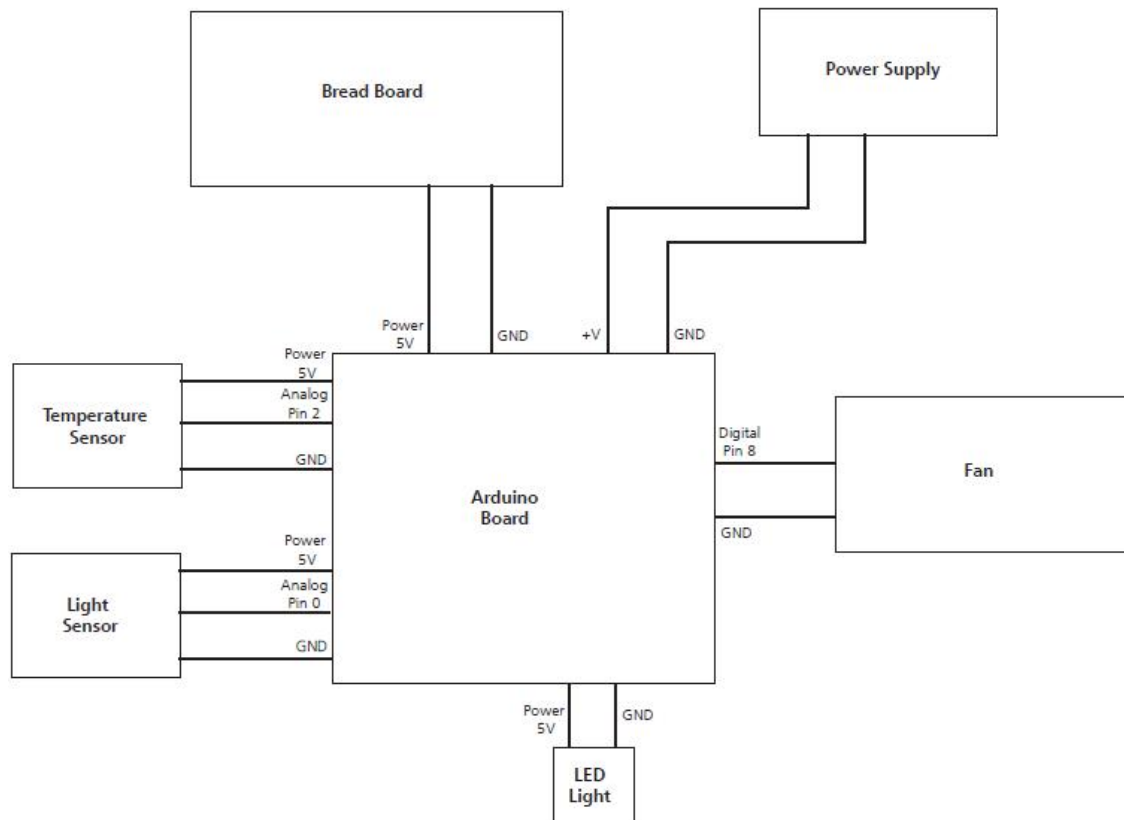 Bread Board
Power Supply
Power
5V
GND
+V
GND
Power
5V
Analog
Pin 2
GND
Temperature
Sensor
Digital
Pin 8
GND
Fan
Arduino
Board
Power
5V
Analog
Pin 0
GND
Light
Sensor
Power
5V
GND
LED
Light